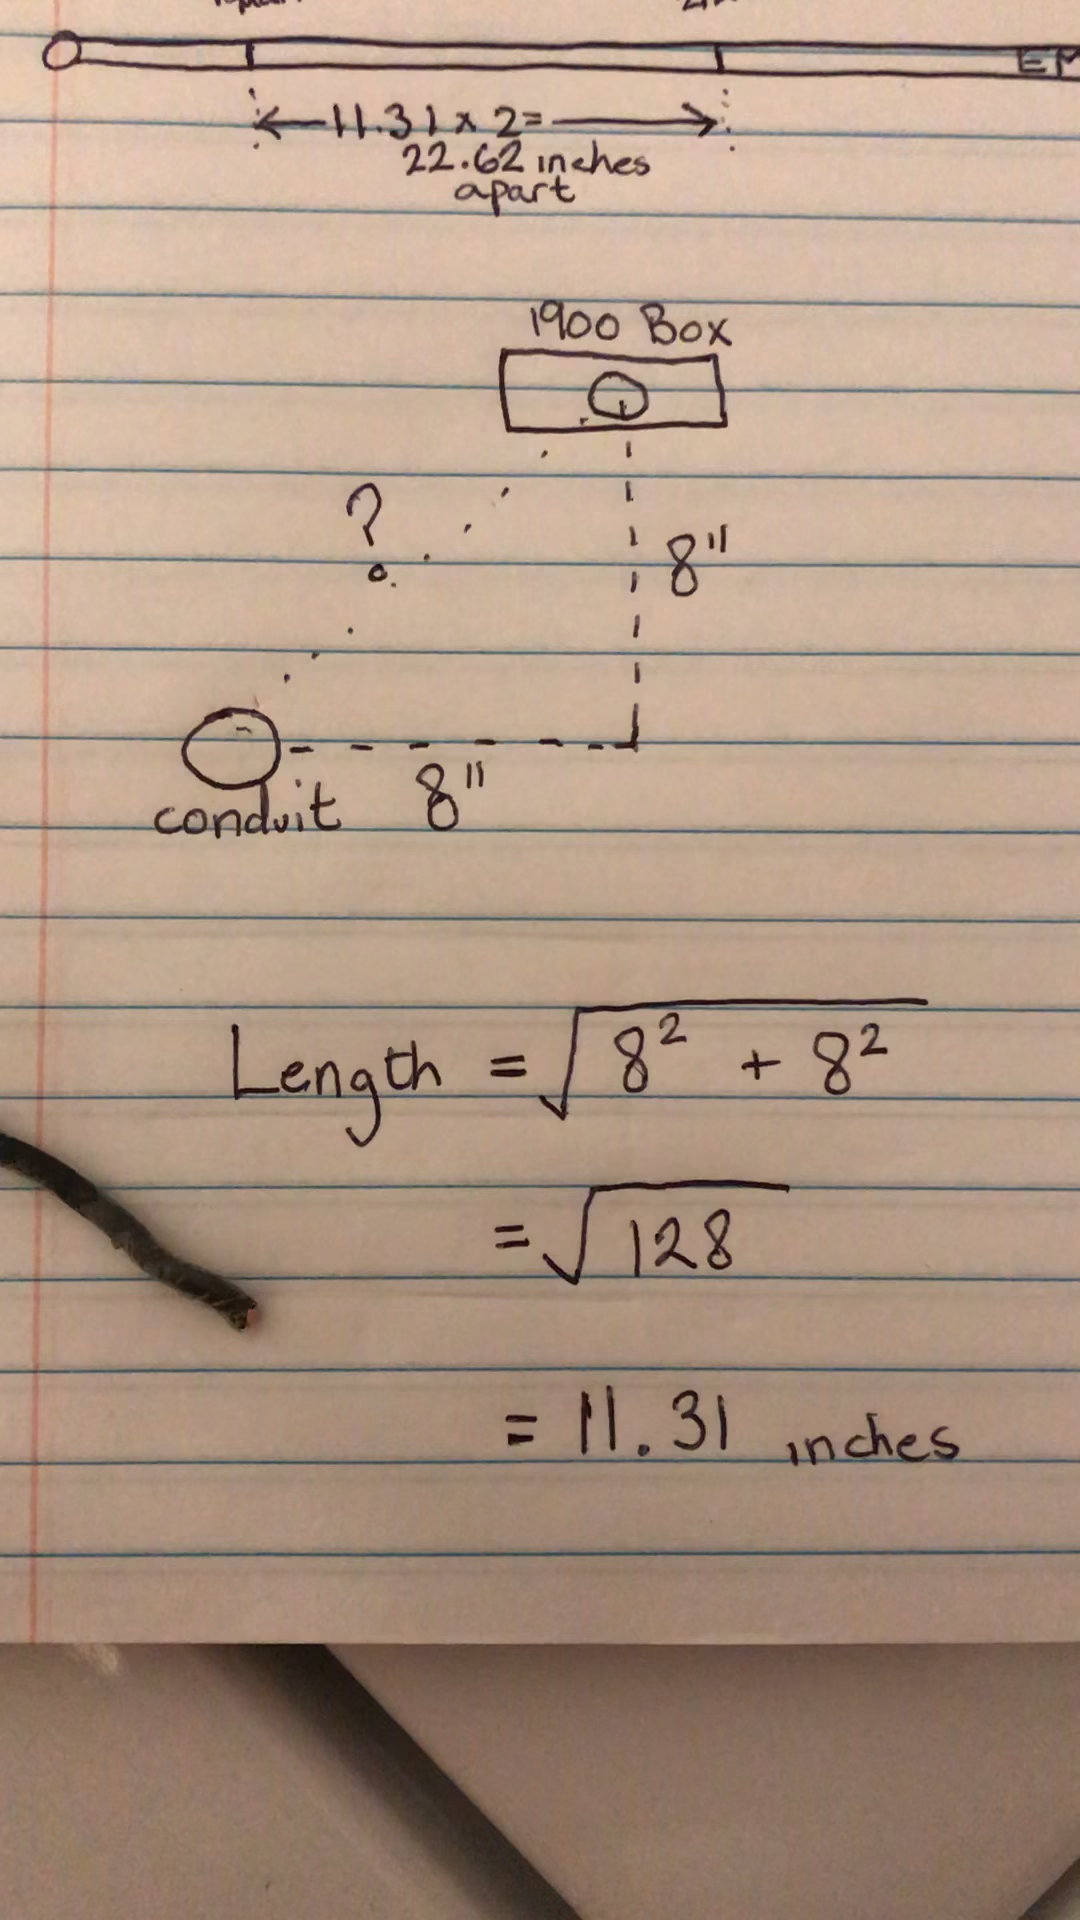 11.31 x 2=
22.62 inches
apart
1900 Box
?
8"
8"
conduit
Length = √8² + 8²
= √128
= 11.31 inches